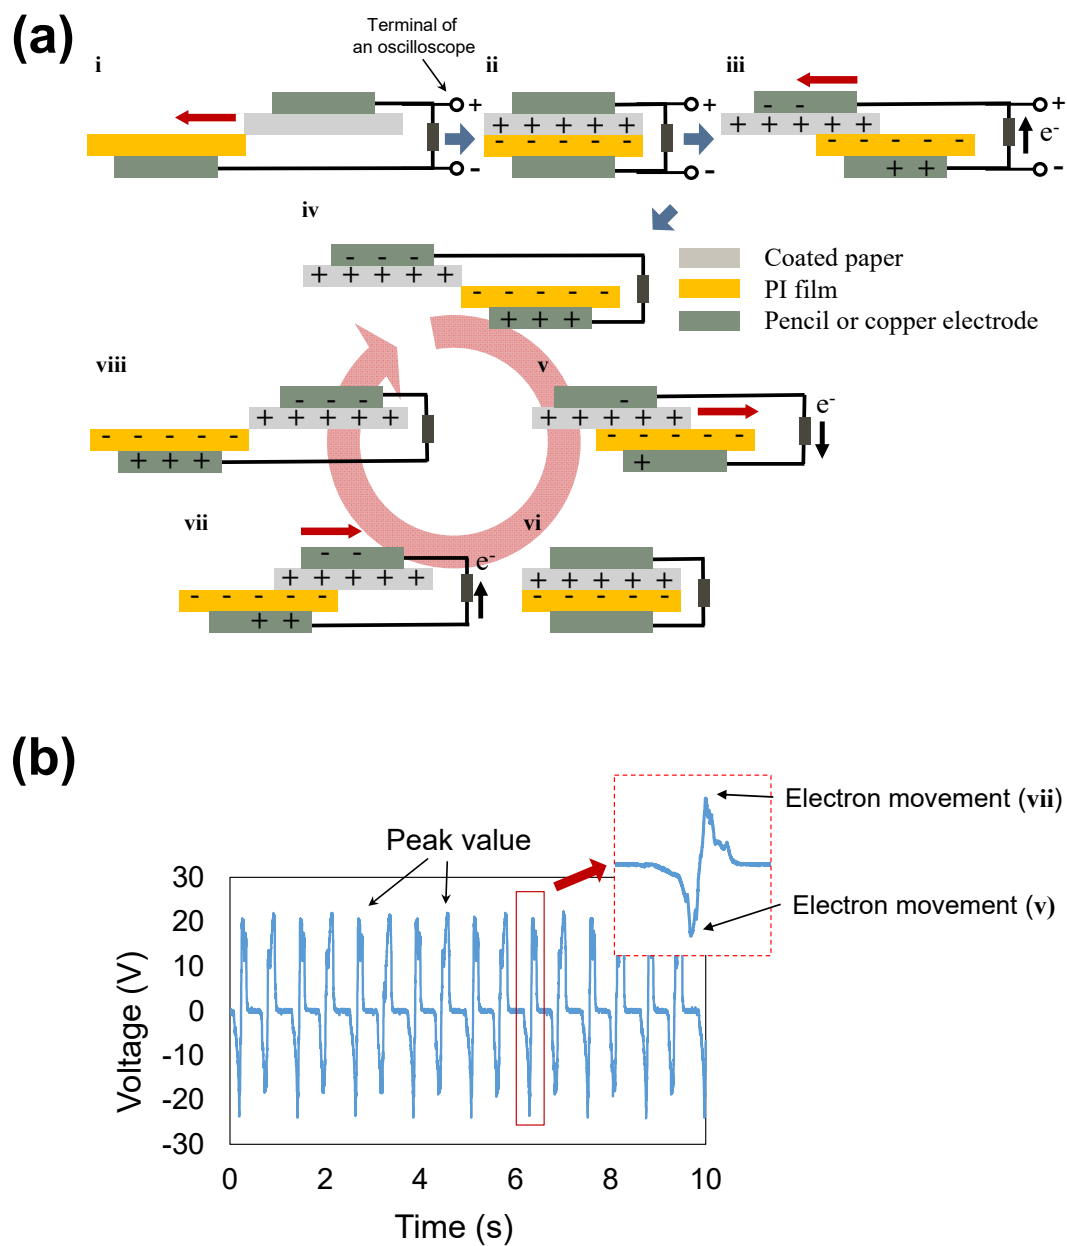 (a)
Terminal of
an oscilloscope
i
ii
iii
+
+
+
+ + + + +
- - - - -
- -
+ + + + +
- - - - -
+ +
e-
-
-
-
iv
- - -
+ + + + +
- - - - -
+ + +
Coated paper
PI film
Pencil or copper electrode
viii
- - -
+ + + + +
- - - - -
+ + +
v
-
+ + + + +
- - - - -
+
e-
vii
- -
+ + + + +
- - - - -
+ +
e-
vi
+ + + + +
- - - - -
(b)
Electron movement (vii)
Peak value
Electron movement (v)
30
20
10
0
-10
-20
-30
Voltage (V)
0 2 4 6 8 10
Time (s)